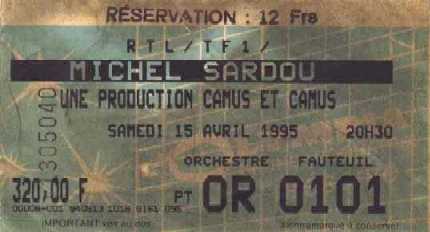 RÉSERVATION : 12 Frs
RTL/TF1/
MICHEL SARDOU
UNE PRODUCTION CAMUS ET CAMUS
SAMEDI 15 AVRIL 1995 20H30
ORCHESTRE FAUTEUIL
320,00 F PT OR 0101
305040
IMPORTANT voir au dos
à conserver